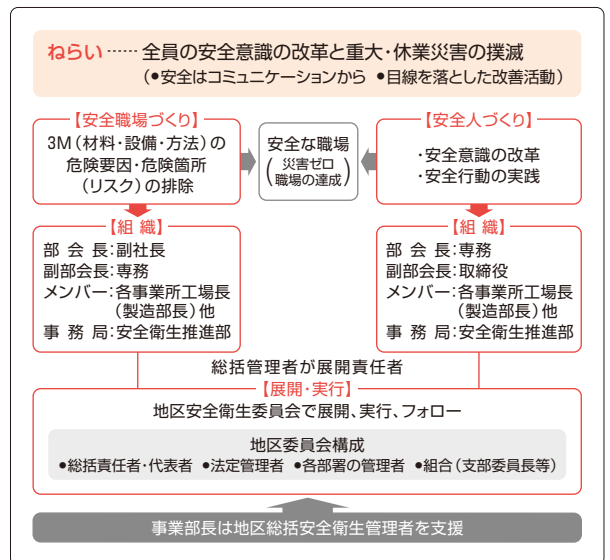 ねらい …… 全員の安全意識の改革と重大・休業災害の撲滅
(●安全はコミュニケーションから ●目線を落とした改善活動)
【安全職場づくり】
3M(材料・設備・方法)の
危険要因・危険箇所
(リスク)の排除
安全な職場
(災害ゼロ
職場の達成)
【安全人づくり】
・安全意識の改革
・安全行動の実践
【組 織】
部 会 長:副社長
副部会長:専務
メンバー:各事業所工場長
(製造部長)他
事 務 局:安全衛生推進部
【組 織】
部 会 長:専務
副部会長:取締役
メンバー:各事業所工場長
(製造部長)他
事 務 局:安全衛生推進部
総括管理者が展開責任者
【展開・実行】
地区安全衛生委員会で展開、実行、フォロー
地区委員会構成
●総括責任者・代表者 ●法定管理者 ●各部署の管理者 ●組合(支部委員長等)
事業部長は地区総括安全衛生管理者を支援